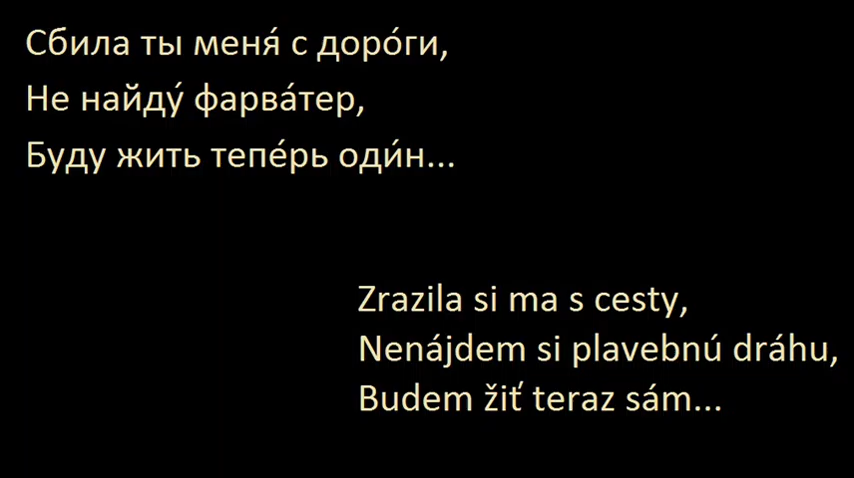 Сбила ты меня́ с доро́ги,
Не найду́ фарва́тер,
Буду жить тепе́рь оди́н...
Zrazila si ma s cesty,
Nenájdem si plavebnú dráhu,
Budem žiť teraz sám...